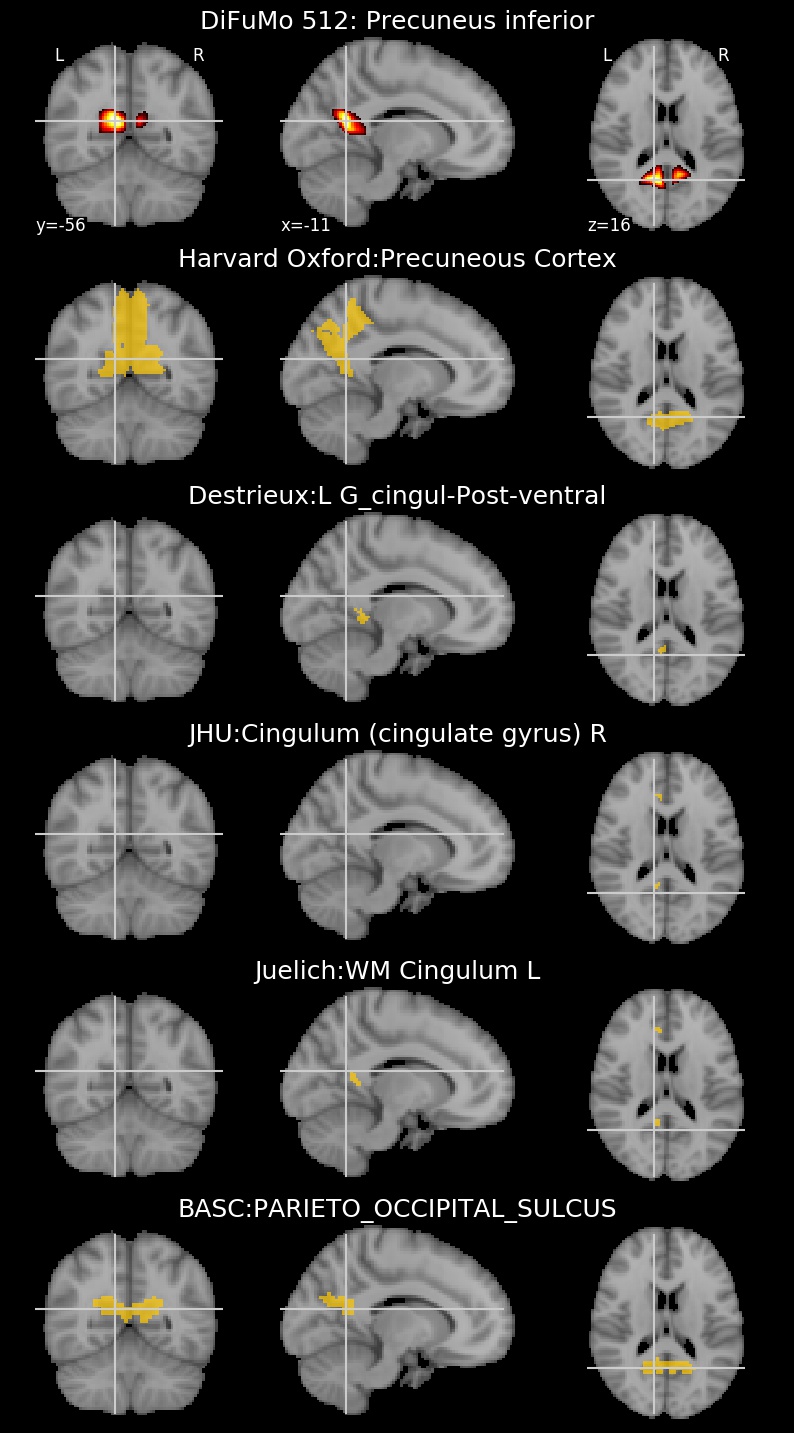 DiFuMo 512: Precuneus inferior
L R L R
y=-56 x=-11 z=16
Harvard Oxford:Precuneous Cortex
Destrieux:L G_cingul-Post-ventral
JHU:Cingulum (cingulate gyrus) R
Juelich:WM Cingulum L
BASC:PARIETO_OCCIPITAL_SULCUS